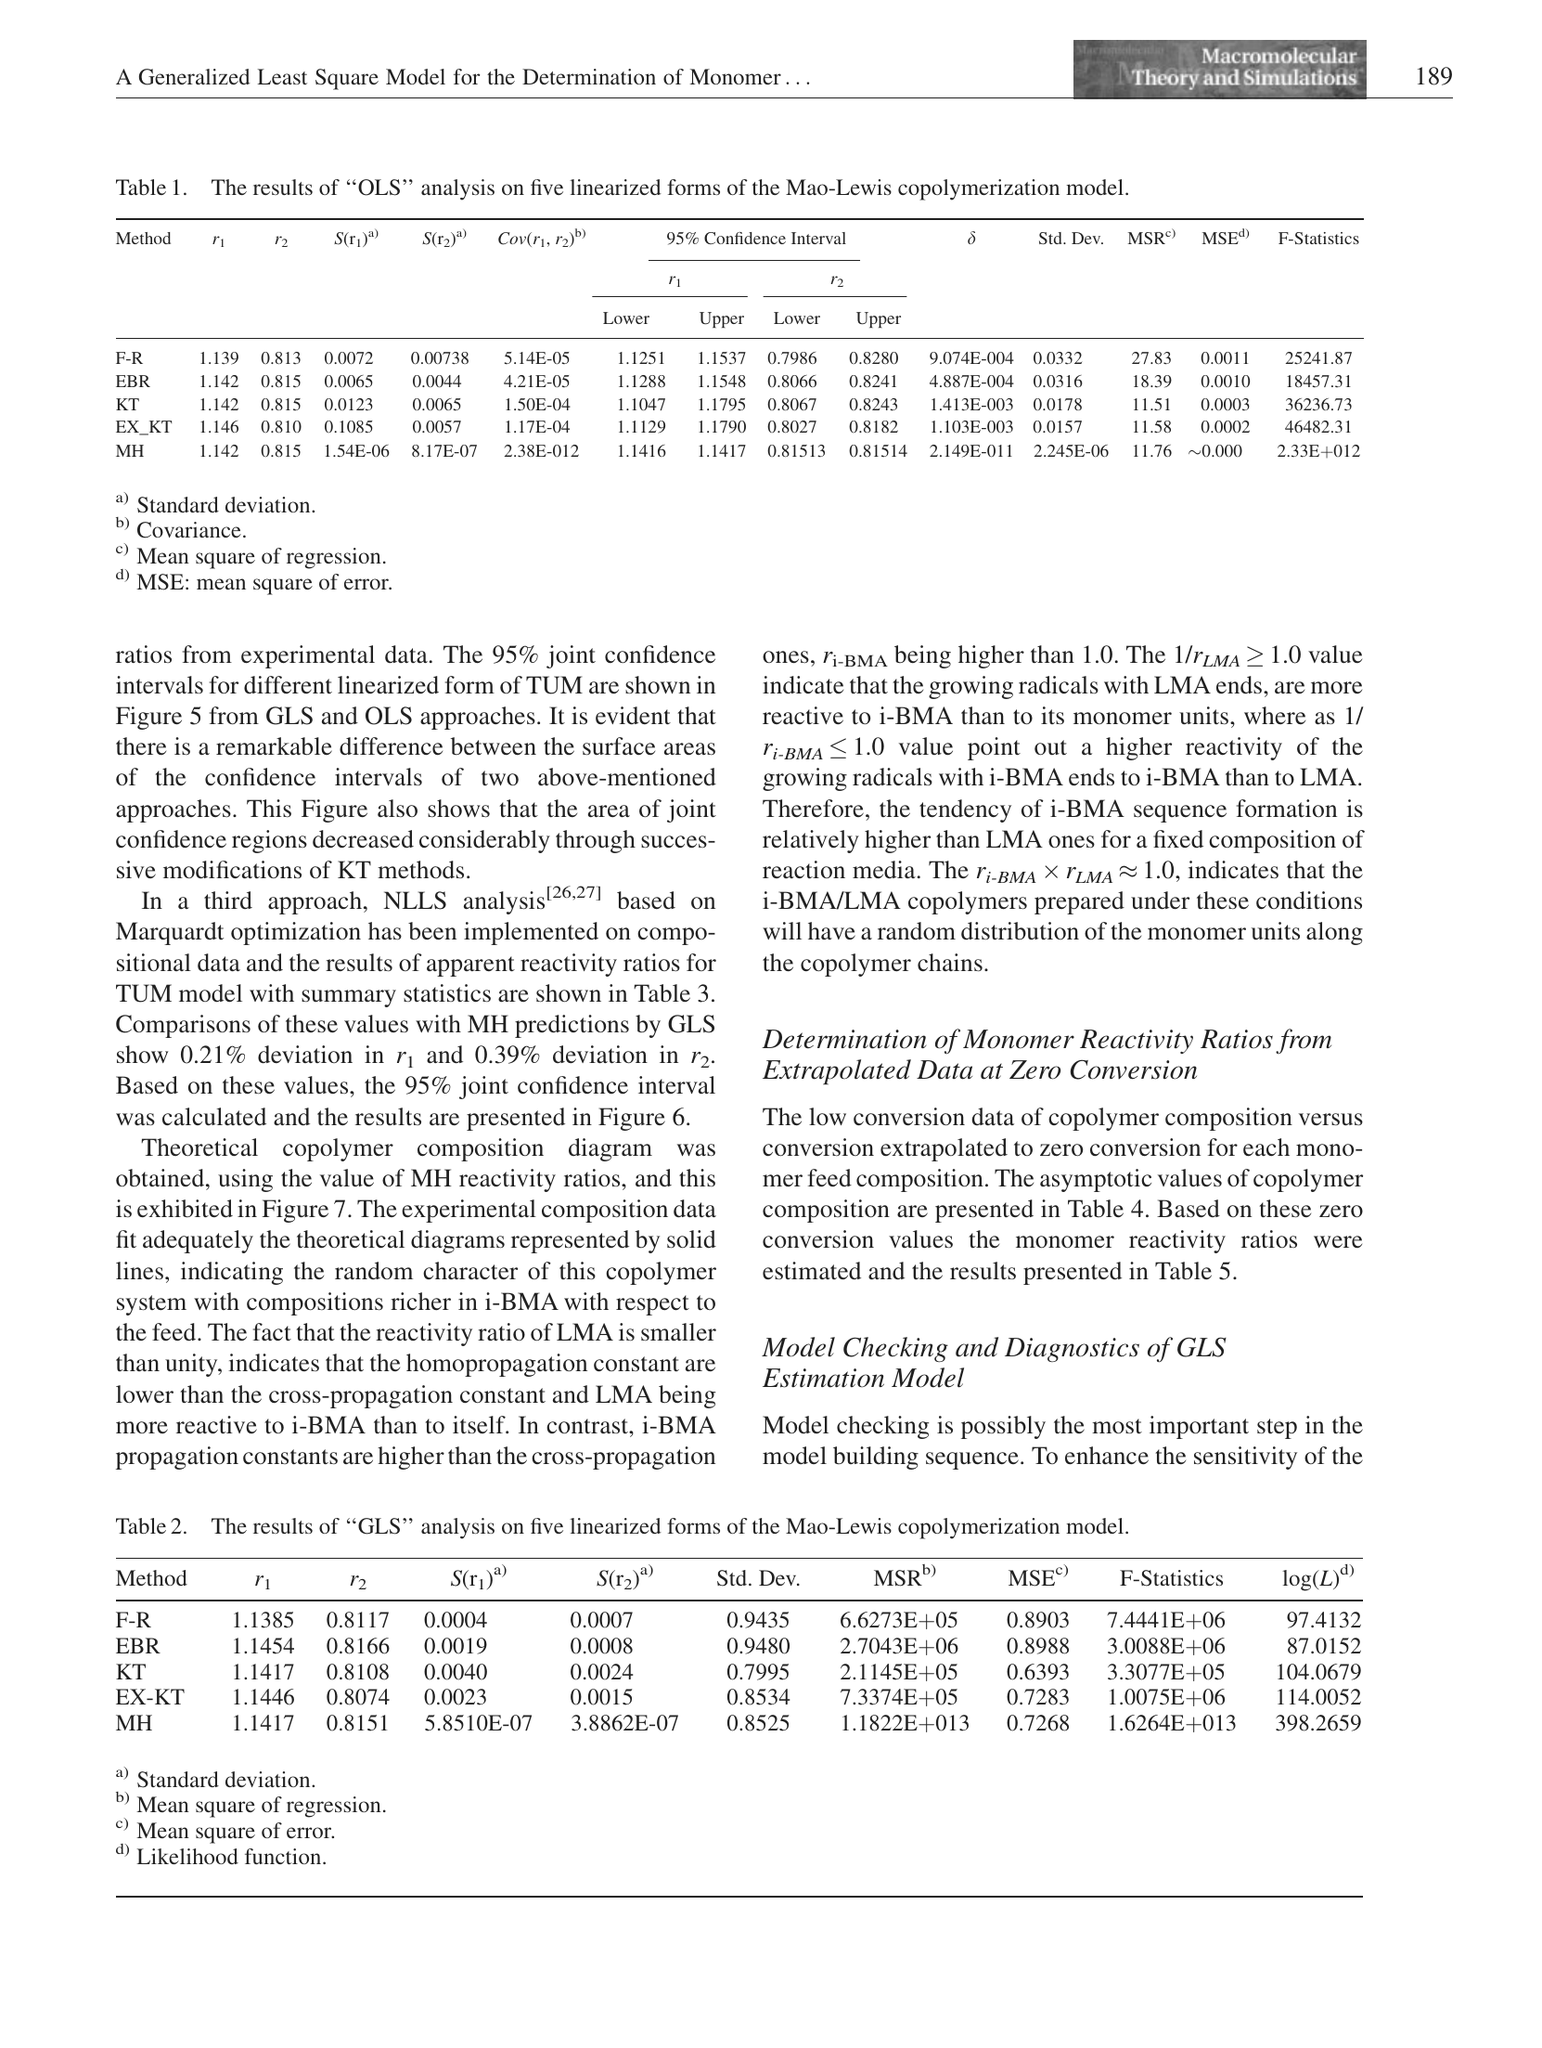 A Generalized Least Square Model for the Determination of Monomer . . .
Macromolecular
Theory and Simulations
189
Table 1. The results of ‘‘OLS’’ analysis on five linearized forms of the Mao-Lewis copolymerization model.
Method r1 r2 S(r1)a) S(r2)a) Cov(r1, r2)b) 95% Confidence Interval δ Std. Dev. MSRc) MSEd) F-Statistics
r1 r2
Lower Upper Lower Upper
F-R 1.139 0.813 0.0072 0.00738 5.14E-05 1.1251 1.1537 0.7986 0.8280 9.074E-004 0.0332 27.83 0.0011 25241.87
EBR 1.142 0.815 0.0065 0.0044 4.21E-05 1.1288 1.1548 0.8066 0.8241 4.887E-004 0.0316 18.39 0.0010 18457.31
KT 1.142 0.815 0.0123 0.0065 1.50E-04 1.1047 1.1795 0.8067 0.8243 1.413E-003 0.0178 11.51 0.0003 36236.73
EX_KT 1.146 0.810 0.1085 0.0057 1.17E-04 1.1129 1.1790 0.8027 0.8182 1.103E-003 0.0157 11.58 0.0002 46482.31
MH 1.142 0.815 1.54E-06 8.17E-07 2.38E-012 1.1416 1.1417 0.81513 0.81514 2.149E-011 2.245E-06 11.76 ~0.000 2.33E+012
a) Standard deviation.
b) Covariance.
c) Mean square of regression.
d) MSE: mean square of error.
ratios from experimental data. The 95% joint confidence
intervals for different linearized form of TUM are shown in
Figure 5 from GLS and OLS approaches. It is evident that
there is a remarkable difference between the surface areas
of the confidence intervals of two above-mentioned
approaches. This Figure also shows that the area of joint
confidence regions decreased considerably through succes-
sive modifications of KT methods.
In a third approach, NLLS analysis[26,27] based on
Marquardt optimization has been implemented on compo-
sitional data and the results of apparent reactivity ratios for
TUM model with summary statistics are shown in Table 3.
Comparisons of these values with MH predictions by GLS
show 0.21% deviation in r1 and 0.39% deviation in r2.
Based on these values, the 95% joint confidence interval
was calculated and the results are presented in Figure 6.
Theoretical copolymer composition diagram was
obtained, using the value of MH reactivity ratios, and this
is exhibited in Figure 7. The experimental composition data
fit adequately the theoretical diagrams represented by solid
lines, indicating the random character of this copolymer
system with compositions richer in i-BMA with respect to
the feed. The fact that the reactivity ratio of LMA is smaller
than unity, indicates that the homopropagation constant are
lower than the cross-propagation constant and LMA being
more reactive to i-BMA than to itself. In contrast, i-BMA
propagation constants are higher than the cross-propagation
ones, ri-BMA being higher than 1.0. The 1/rLMA ≥ 1.0 value
indicate that the growing radicals with LMA ends, are more
reactive to i-BMA than to its monomer units, where as 1/
ri-BMA ≤ 1.0 value point out a higher reactivity of the
growing radicals with i-BMA ends to i-BMA than to LMA.
Therefore, the tendency of i-BMA sequence formation is
relatively higher than LMA ones for a fixed composition of
reaction media. The ri-BMA × rLMA ≈ 1.0, indicates that the
i-BMA/LMA copolymers prepared under these conditions
will have a random distribution of the monomer units along
the copolymer chains.
Determination of Monomer Reactivity Ratios from
Extrapolated Data at Zero Conversion
The low conversion data of copolymer composition versus
conversion extrapolated to zero conversion for each mono-
mer feed composition. The asymptotic values of copolymer
composition are presented in Table 4. Based on these zero
conversion values the monomer reactivity ratios were
estimated and the results presented in Table 5.
Model Checking and Diagnostics of GLS
Estimation Model
Model checking is possibly the most important step in the
model building sequence. To enhance the sensitivity of the
Table 2. The results of ‘‘GLS’’ analysis on five linearized forms of the Mao-Lewis copolymerization model.
Method r1 r2 S(r1)a) S(r2)a) Std. Dev. MSRb) MSEc) F-Statistics log(L)d)
F-R 1.1385 0.8117 0.0004 0.0007 0.9435 6.6273E+05 0.8903 7.4441E+06 97.4132
EBR 1.1454 0.8166 0.0019 0.0008 0.9480 2.7043E+06 0.8988 3.0088E+06 87.0152
KT 1.1417 0.8108 0.0040 0.0024 0.7995 2.1145E+05 0.6393 3.3077E+05 104.0679
EX-KT 1.1446 0.8074 0.0023 0.0015 0.8534 7.3374E+05 0.7283 1.0075E+06 114.0052
MH 1.1417 0.8151 5.8510E-07 3.8862E-07 0.8525 1.1822E+013 0.7268 1.6264E+013 398.2659
a) Standard deviation.
b) Mean square of regression.
c) Mean square of error.
d) Likelihood function.